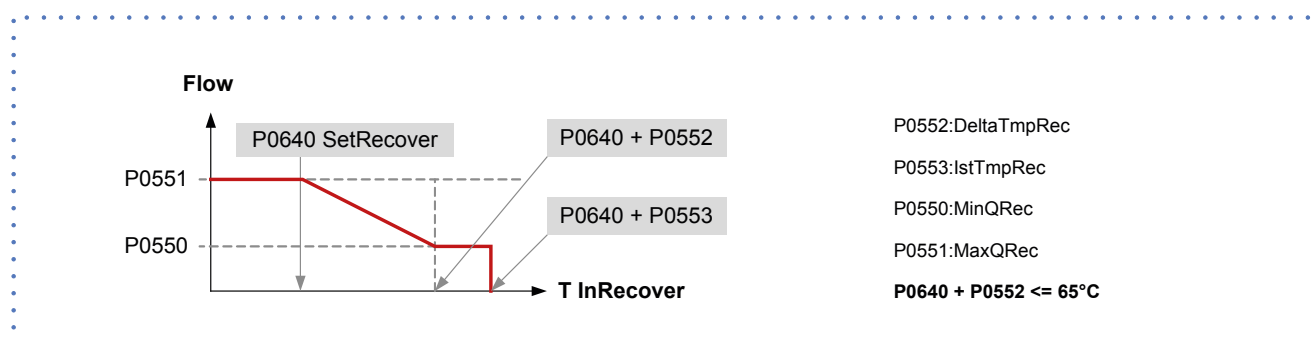 Flow
P0640 SetRecover
P0640 + P0552
P0551
P0640 + P0553
P0550
T InRecover
P0552:DeltaTmpRec
P0553:IstTmpRec
P0550:MinQRec
P0551:MaxQRec
P0640 + P0552 <= 65°C